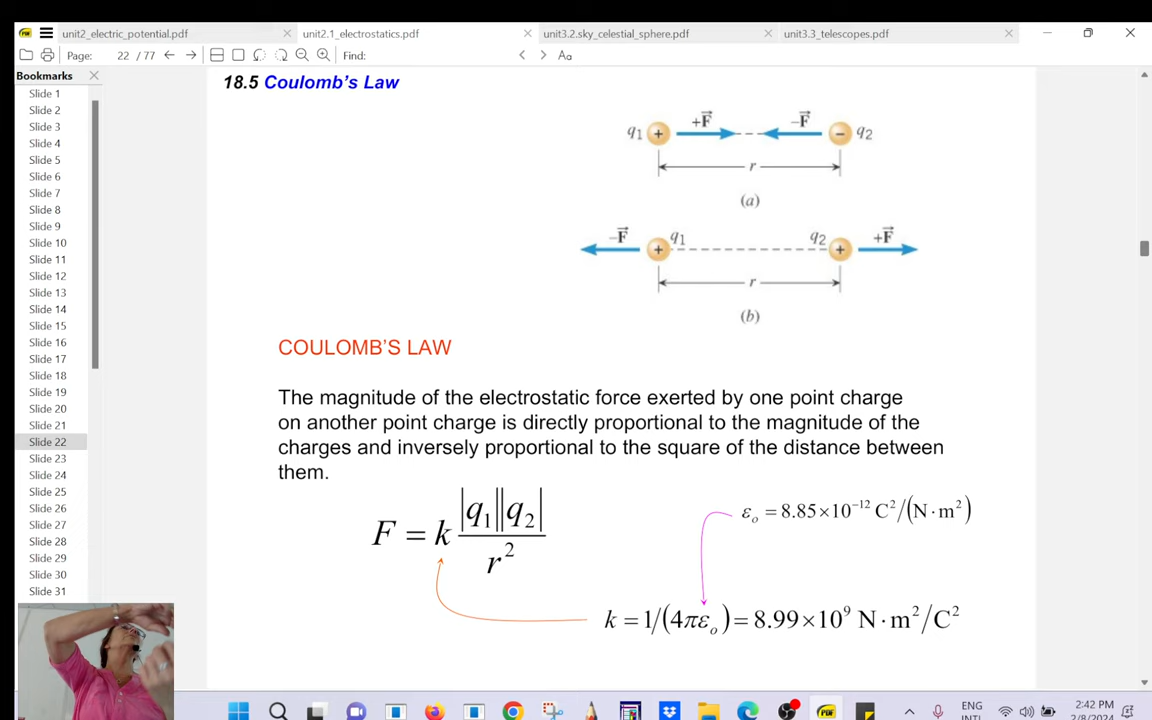 unit2_electric_potential.pdf
unit2.1_electrostatics.pdf
unit3.2.sky_celestial_sphere.pdf
unit3.3_telescopes.pdf
Page: 22 / 77
Find:
Aa
Bookmarks
Slide 1
Slide 2
Slide 3
Slide 4
Slide 5
Slide 6
Slide 7
Slide 8
Slide 9
Slide 10
Slide 11
Slide 12
Slide 13
Slide 14
Slide 15
Slide 16
Slide 17
Slide 18
Slide 19
Slide 20
Slide 21
Slide 22
Slide 23
Slide 24
Slide 25
Slide 26
Slide 27
Slide 28
Slide 29
Slide 30
Slide 31
18.5 Coulomb's Law
q₁ + +F⃗ −F⃗ − q₂
r
(a)
−F⃗ + q₁ q₂ + +F⃗
r
(b)
COULOMB'S LAW
The magnitude of the electrostatic force exerted by one point charge
on another point charge is directly proportional to the magnitude of the
charges and inversely proportional to the square of the distance between
them.
F = k |q₁||q₂| / r²
εₒ = 8.85×10⁻¹² C²/(N·m²)
k = 1/(4πεₒ) = 8.99×10⁹ N·m²/C²
ENG
INTL
2:42 PM